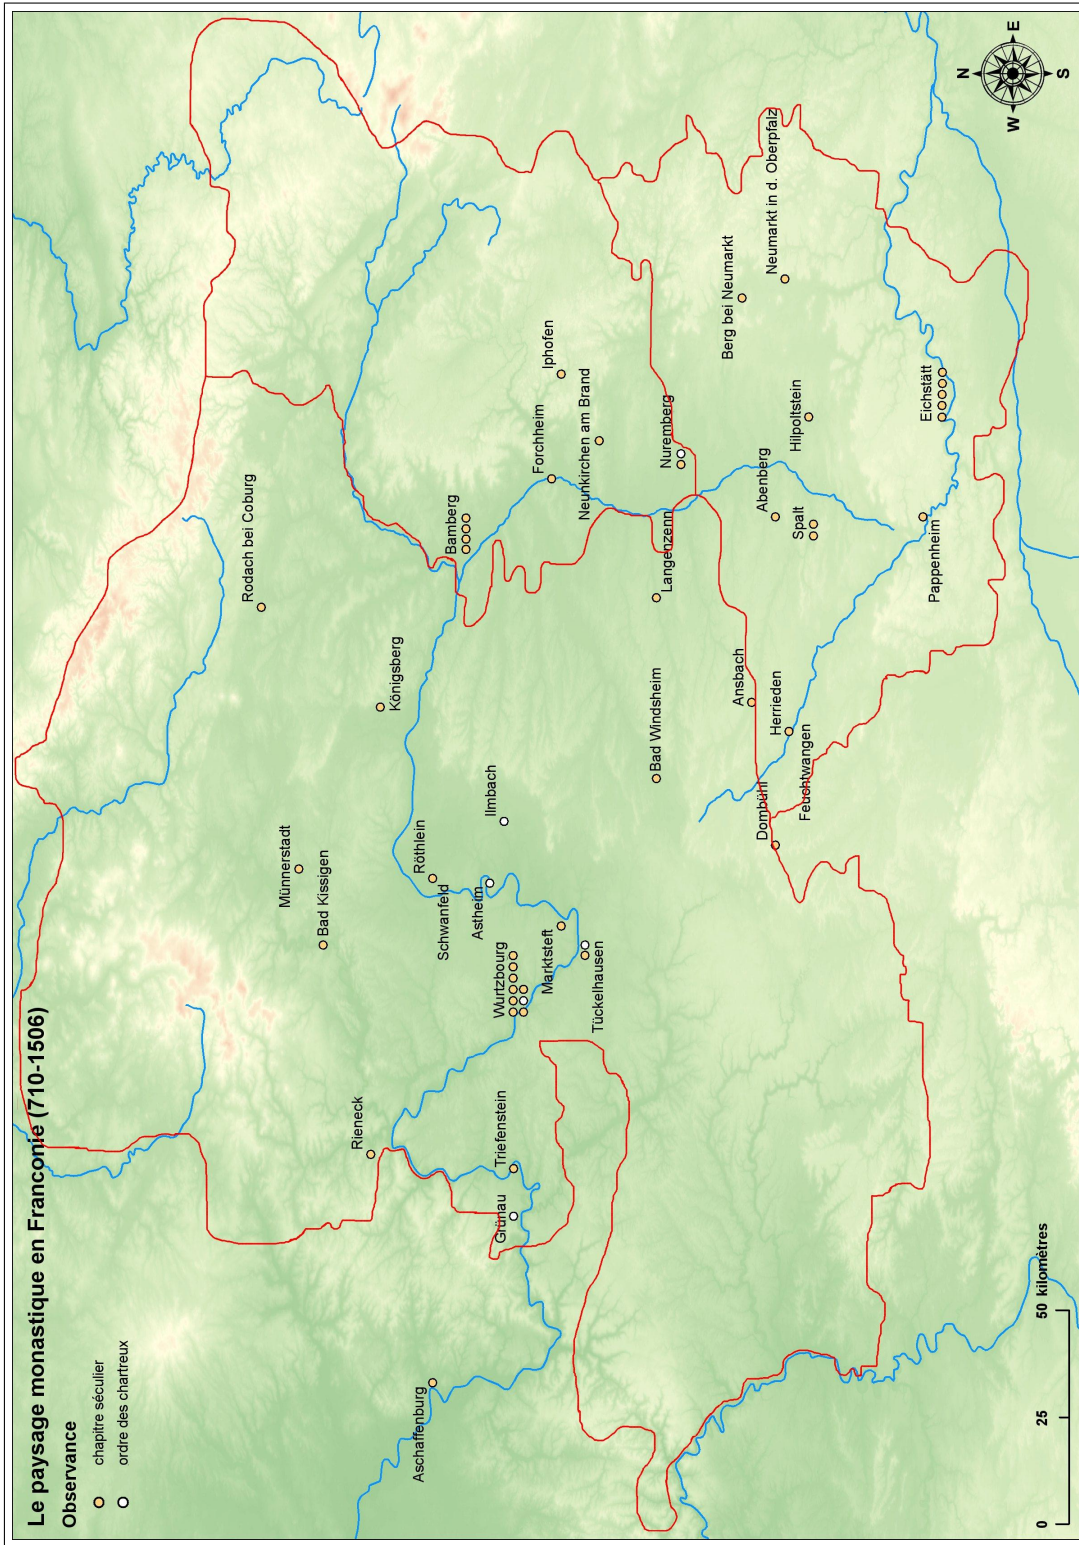 Le paysage monastique en Franconie (710-1506)
Observance
chapitre séculier
ordre des chartreux
Rodach bei Coburg
Münnerstadt
Bad Kissigen
Königsberg
Rieneck
Röthlein
Schwanfeld
Aschaffenburg
Bamberg
Astheim
Ilmbach
Wurtzbourg
Triefenstein
Grünau
Forchheim
Iphofen
Marktsteft
Neunkirchen am Brand
Tückelhausen
Nuremberg
Langenzenn
Bad Windsheim
Berg bei Neumarkt
Neumarkt in d. Oberpfalz
Ansbach
Abenberg
Hilpoltstein
Herrieden
Spalt
Dombühl
Feuchtwangen
Eichstätt
Pappenheim
N
W
E
S
0
25
50 kilomètres